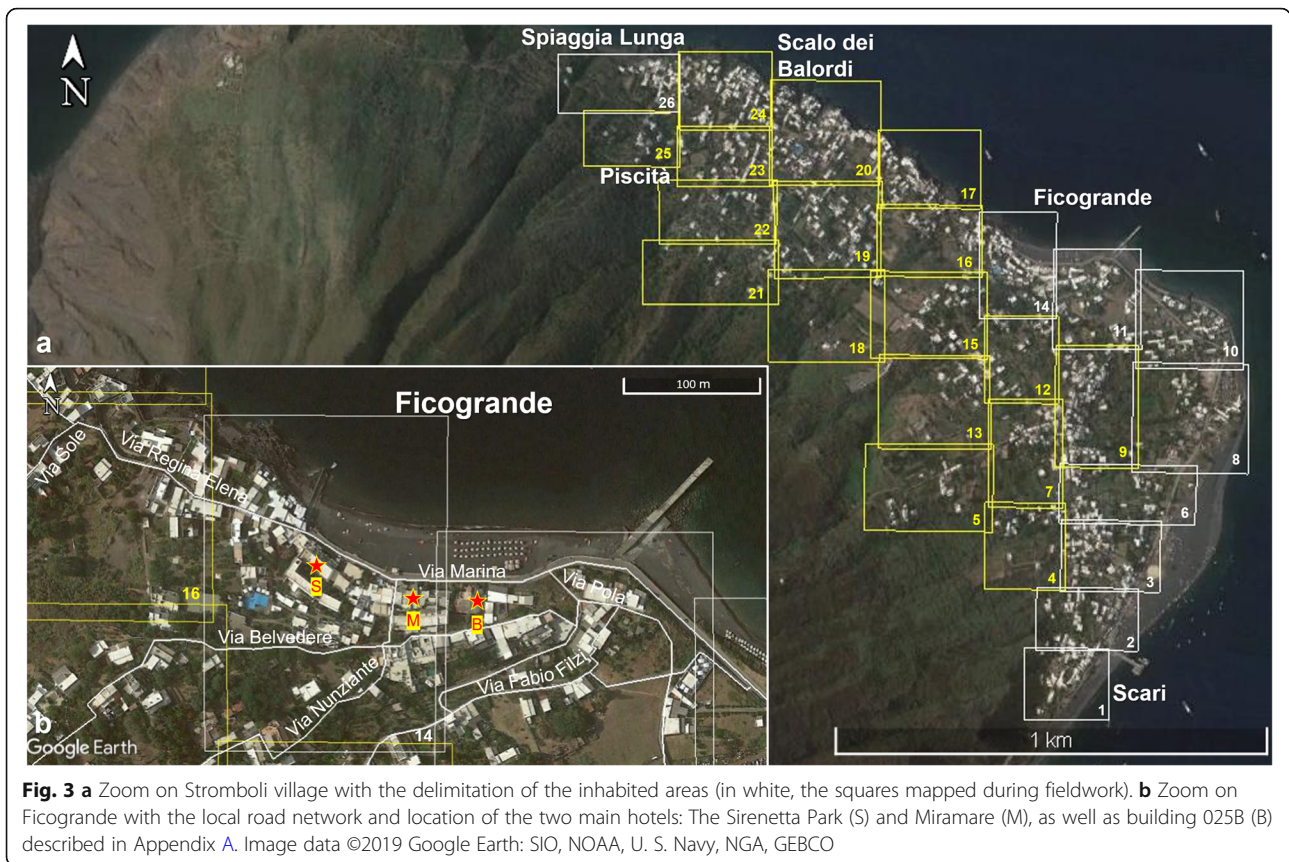 N
Spiaggia Lunga
Scalo dei
Balordi
26
24
25
Piscità
23
20
17
22
Ficogrande
19
16
21
14
11
10
18
15
12
13
9
8
7
6
5
4
3
2
Scari
1
1 km
a
N
Ficogrande
100 m
Via Sole
Via Regina Elena
S
Via Marina
16
M
B
Via Pola
Via Belvedere
Via Nunziante
Via Fabio Filzi
b
14
Google Earth
Fig. 3 a Zoom on Stromboli village with the delimitation of the inhabited areas (in white, the squares mapped during fieldwork). b Zoom on
Ficogrande with the local road network and location of the two main hotels: The Sirenetta Park (S) and Miramare (M), as well as building 025B (B)
described in Appendix A. Image data ©2019 Google Earth: SIO, NOAA, U. S. Navy, NGA, GEBCO